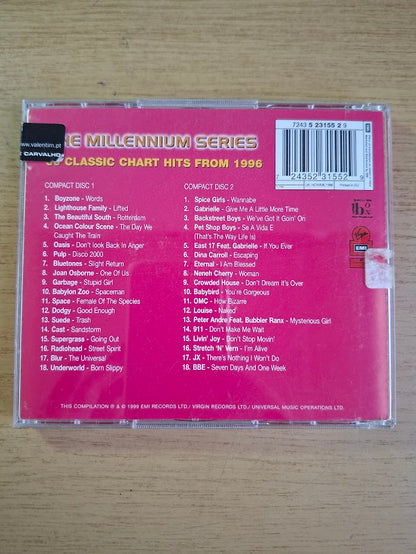 7243 5 23155 2 9
www.valentim.pt
CARVALHO
THE MILLENNIUM SERIES
CLASSIC CHART HITS FROM 1996
7 24352 31552 9
EMI
COMPACT DISC 1
1. Boyzone - Words
2. Lighthouse Family - Lifted
3. The Beautiful South - Rotterdam
4. Ocean Colour Scene - The Day We
Caught The Train
5. Oasis - Don't Look Back In Anger
6. Pulp - Disco 2000
7. Bluetones - Slight Return
8. Joan Osborne - One Of Us
9. Garbage - Stupid Girl
10. Babylon Zoo - Spaceman
11. Space - Female Of The Species
12. Dodgy - Good Enough
13. Suede - Trash
14. Cast - Sandstorm
15. Supergrass - Going Out
16. Radiohead - Street Spirit
17. Blur - The Universal
18. Underworld - Born Slippy
COMPACT DISC 2
1. Spice Girls - Wannabe
2. Gabrielle - Give Me A Little More Time
3. Backstreet Boys - We've Got It Goin' On
4. Pet Shop Boys - Se A Vida E
(That's The Way Life Is)
5. East 17 Feat. Gabrielle - If You Ever
6. Dina Carroll - Escaping
7. Eternal - I Am Blessed
8. Neneh Cherry - Woman
9. Crowded House - Don't Dream It's Over
10. Babybird - You're Gorgeous
11. OMC - How Bizarre
12. Louise - Naked
13. Peter Andre Feat. Bubbler Ranx - Mysterious Girl
14. 911 - Don't Make Me Wait
15. Livin' Joy - Don't Stop Movin'
16. Stretch 'N' Vern - I'm Alive
17. JX - There's Nothing I Won't Do
18. BBE - Seven Days And One Week
Virgin
EMI
THIS COMPILATION ℗ & © 1999 EMI RECORDS LTD./ VIRGIN RECORDS LTD./ UNIVERSAL MUSIC OPERATIONS LTD.